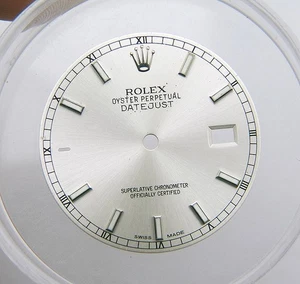 ROLEX
OYSTER PERPETUAL
DATEJUST
SUPERLATIVE CHRONOMETER
OFFICIALLY CERTIFIED
SWISS MADE